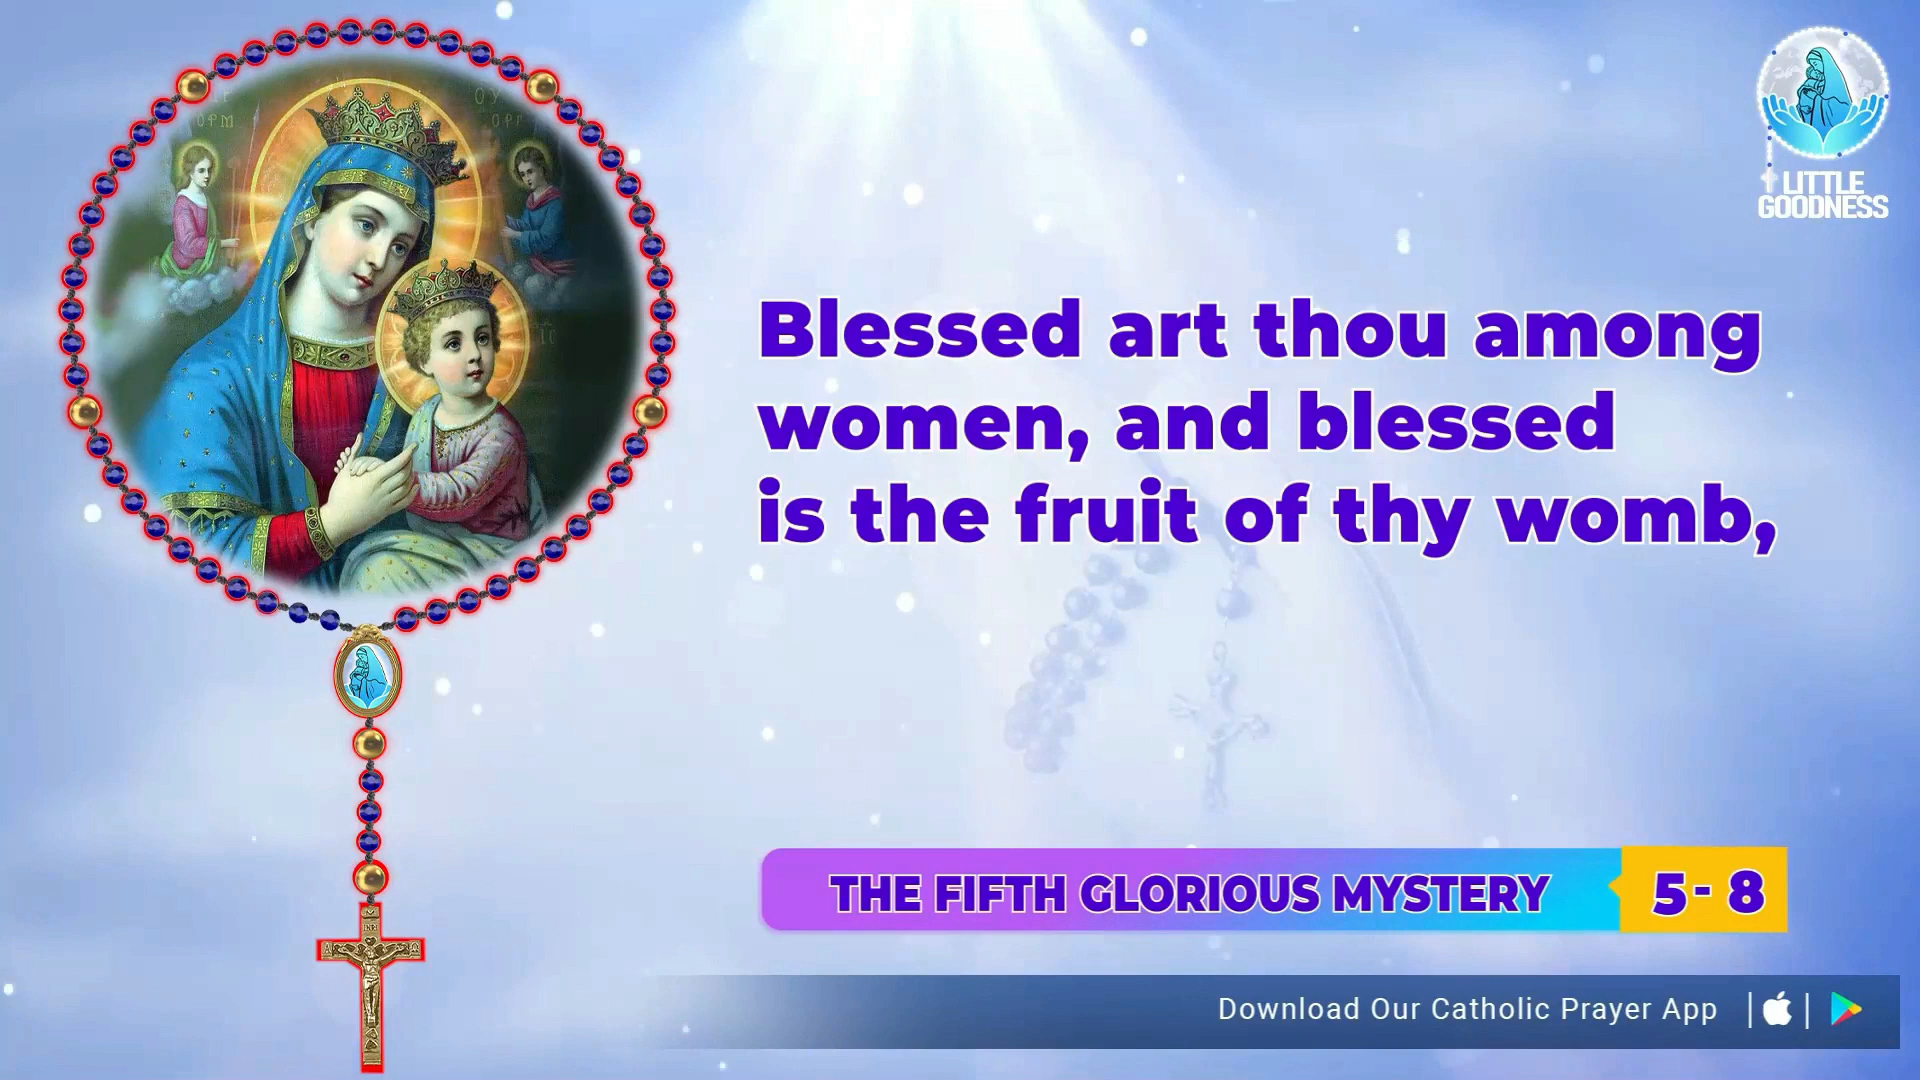 LITTLE
GOODNESS
Blessed art thou among
women, and blessed
is the fruit of thy womb,
THE FIFTH GLORIOUS MYSTERY
5- 8
Download Our Catholic Prayer App
INRI